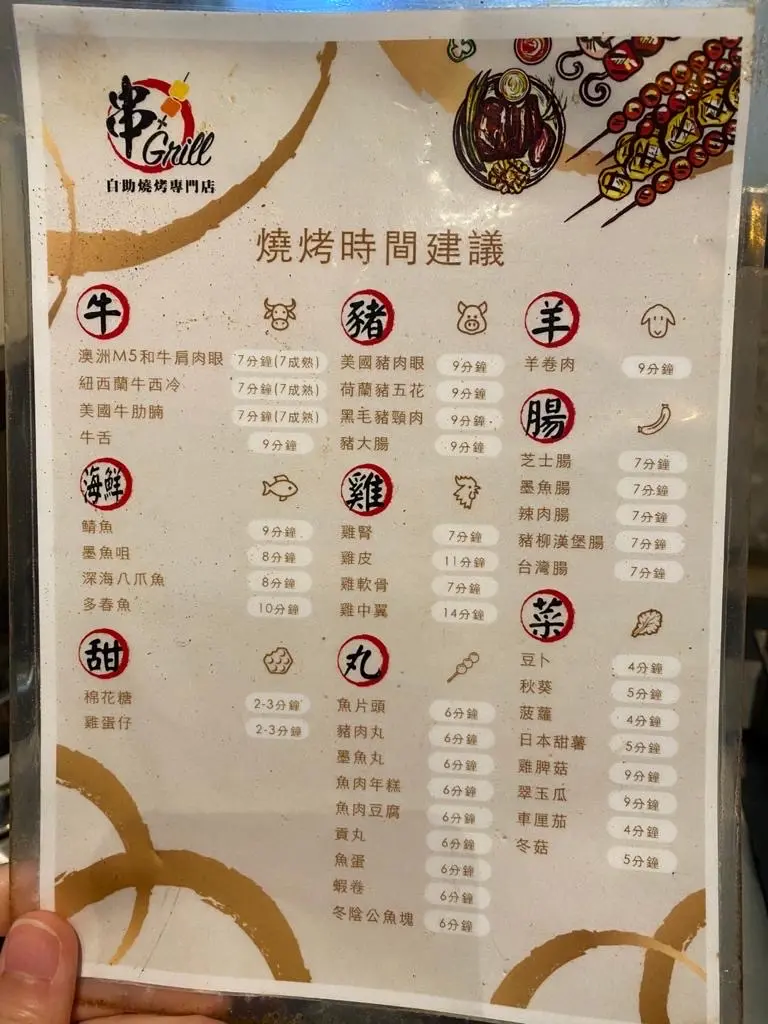 串
× Grill
自助燒烤專門店
燒烤時間建議
牛
澳洲M5和牛肩肉眼 7分鐘(7成熟)
紐西蘭牛西冷 7分鐘(7成熟)
美國牛肋腩 7分鐘(7成熟)
牛舌 9分鐘
海鮮
鯖魚 9分鐘
墨魚咀 8分鐘
深海八爪魚 8分鐘
多春魚 10分鐘
甜
棉花糖 2-3分鐘
雞蛋仔 2-3分鐘
豬
美國豬肉眼 9分鐘
荷蘭豬五花 9分鐘
黑毛豬頸肉 9分鐘
豬大腸 9分鐘
雞
雞腎 7分鐘
雞皮 11分鐘
雞軟骨 7分鐘
雞中翼 14分鐘
丸
魚片頭 6分鐘
豬肉丸 6分鐘
墨魚丸 6分鐘
魚肉年糕 6分鐘
魚肉豆腐 6分鐘
貢丸 6分鐘
魚蛋 6分鐘
蝦卷 6分鐘
冬陰公魚塊 6分鐘
羊
羊卷肉 9分鐘
腸
芝士腸 7分鐘
墨魚腸 7分鐘
辣肉腸 7分鐘
豬柳漢堡腸 7分鐘
台灣腸 7分鐘
菜
豆卜 4分鐘
秋葵 5分鐘
菠蘿 4分鐘
日本甜薯 5分鐘
雞脾菇 9分鐘
翠玉瓜 9分鐘
車厘茄 4分鐘
冬菇 5分鐘